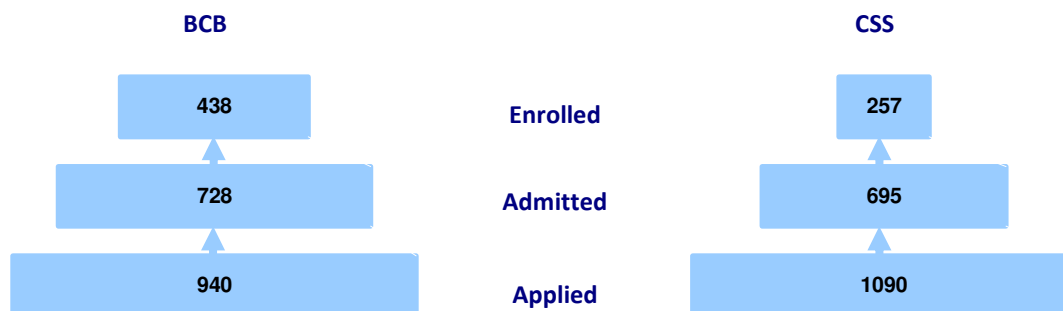 BCB CSS
438 Enrolled 257
728 Admitted 695
940 Applied 1090